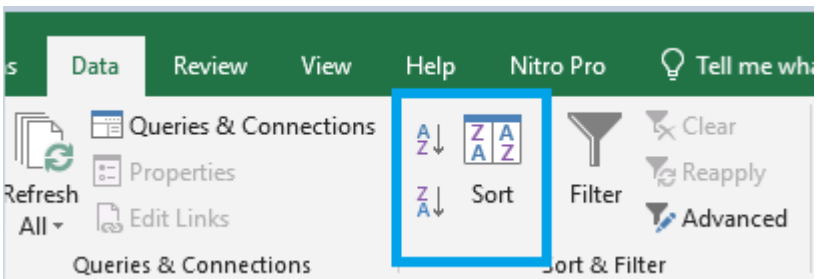 s Data Review View Help Nitro Pro Tell me wha
Queries & Connections
Properties
Edit Links
Refresh
All
A
Z
Z
A
Z A
A Z
Sort
Filter
Clear
Reapply
Advanced
Queries & Connections
Sort & Filter